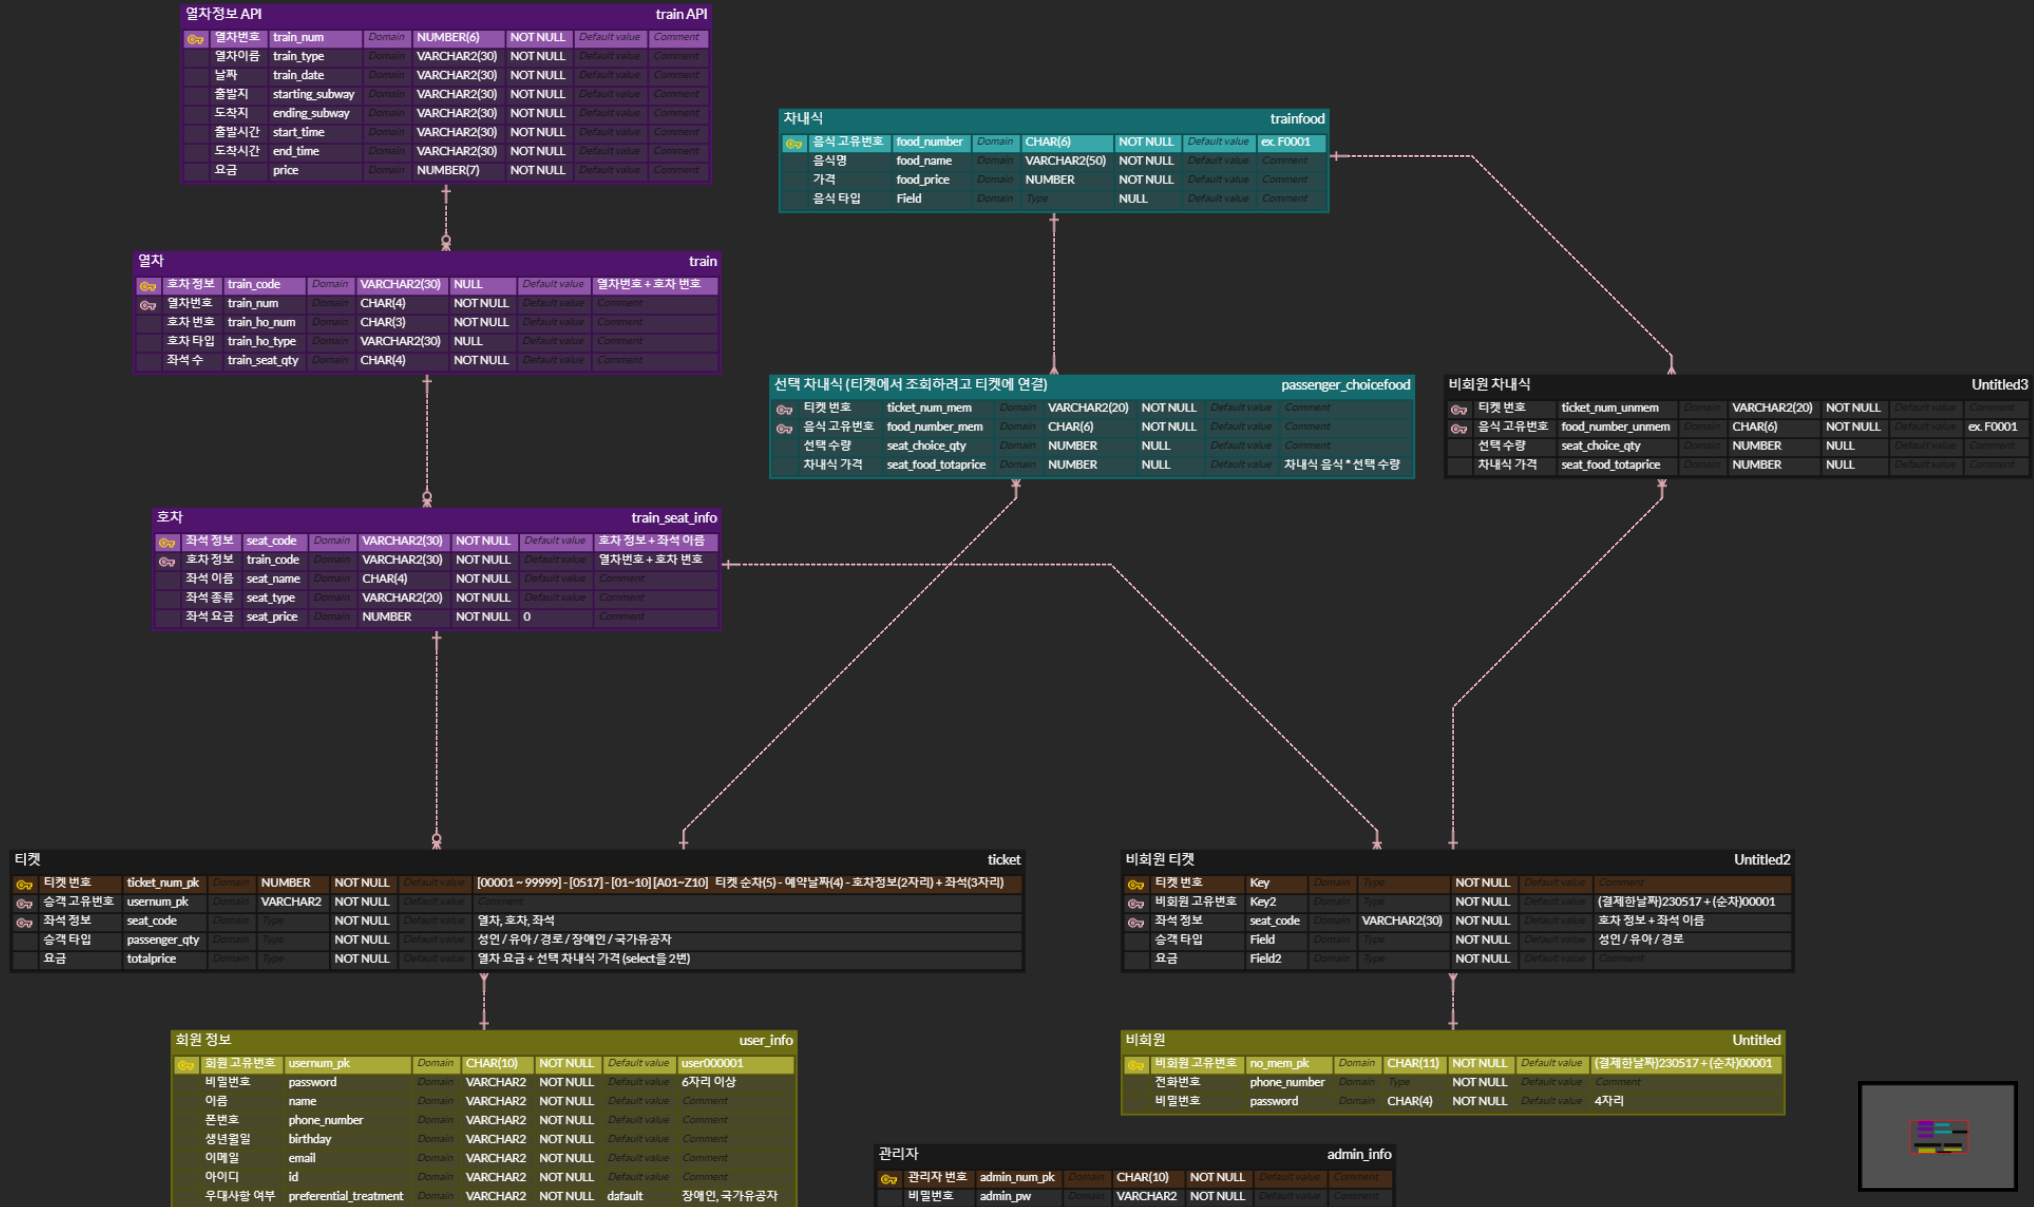 열차정보 API train API
열차번호 train_num Domain NUMBER(6) NOT NULL Default value Comment
열차이름 train_type Domain VARCHAR2(30) NOT NULL Default value Comment
날짜 train_date Domain VARCHAR2(30) NOT NULL Default value Comment
출발지 starting_subway Domain VARCHAR2(30) NOT NULL Default value Comment
도착지 ending_subway Domain VARCHAR2(30) NOT NULL Default value Comment
출발시간 start_time Domain VARCHAR2(30) NOT NULL Default value Comment
도착시간 end_time Domain VARCHAR2(30) NOT NULL Default value Comment
요금 price Domain NUMBER(7) NOT NULL Default value Comment
차내식 trainfood
음식 고유번호 food_number Domain CHAR(6) NOT NULL Default value ex. F0001
음식명 food_name Domain VARCHAR2(50) NOT NULL Default value Comment
가격 food_price Domain NUMBER NOT NULL Default value Comment
음식 타입 Field Domain Type NULL Default value Comment
열차 train
호차 정보 train_code Domain VARCHAR2(30) NULL Default value 열차번호 + 호차 번호
열차번호 train_num Domain CHAR(4) NOT NULL Default value Comment
호차 번호 train_ho_num Domain CHAR(3) NOT NULL Default value Comment
호차 타입 train_ho_type Domain VARCHAR2(30) NULL Default value Comment
좌석 수 train_seat_qty Domain CHAR(4) NOT NULL Default value Comment
선택 차내식 (티켓에서 조회하려고 티켓에 연결) passenger_choicefood
티켓 번호 ticket_num_mem Domain VARCHAR2(20) NOT NULL Default value Comment
음식 고유번호 food_number_mem Domain CHAR(6) NOT NULL Default value Comment
선택 수량 seat_choice_qty Domain NUMBER NULL Default value Comment
차내식 가격 seat_food_totaprice Domain NUMBER NULL Default value 차내식 음식 * 선택 수량
비회원 차내식 Untitled3
티켓 번호 ticket_num_unmem Domain VARCHAR2(20) NOT NULL Default value Comment
음식 고유번호 food_number_unmem Domain CHAR(6) NOT NULL Default value ex. F0001
선택 수량 seat_choice_qty Domain NUMBER NULL Default value Comment
차내식 가격 seat_food_totaprice Domain NUMBER NULL Default value Comment
호차 train_seat_info
좌석 정보 seat_code Domain VARCHAR2(30) NOT NULL Default value 호차 정보 + 좌석 이름
호차 정보 train_code Domain VARCHAR2(30) NOT NULL Default value 열차번호 + 호차 번호
좌석 이름 seat_name Domain CHAR(4) NOT NULL Default value Comment
좌석 종류 seat_type Domain VARCHAR2(20) NOT NULL Default value Comment
좌석 요금 seat_price Domain NUMBER NOT NULL 0 Comment
티켓 ticket
티켓 번호 ticket_num_pk Domain NUMBER NOT NULL Default value [00001 ~ 99999] - [0517] - [01~10] [A01~Z10] 티켓 순차(5) - 예약날짜(4) - 호차정보(2자리) + 좌석(3자리)
승객 고유번호 usernum_pk Domain VARCHAR2 NOT NULL Default value Comment
좌석 정보 seat_code Domain Type NOT NULL Default value 열차, 호차, 좌석
승객 타입 passenger_qty Domain Type NOT NULL Default value 성인 / 유아 / 경로 / 장애인 / 국가유공자
요금 totalprice Domain Type NOT NULL Default value 열차 요금 + 선택 차내식 가격 (select을 2번)
비회원 티켓 Untitled2
티켓 번호 Key Domain Type NOT NULL Default value Comment
비회원 고유번호 Key2 Domain Type NOT NULL Default value (결제한날짜)230517 + (순차)00001
좌석 정보 seat_code Domain VARCHAR2(30) NOT NULL Default value 호차 정보 + 좌석 이름
승객 타입 Field Domain Type NOT NULL Default value 성인 / 유아 / 경로
요금 Field2 Domain Type NOT NULL Default value Comment
회원 정보 user_info
회원 고유번호 usernum_pk Domain CHAR(10) NOT NULL Default value user000001
비밀번호 password Domain VARCHAR2 NOT NULL Default value 6자리 이상
이름 name Domain VARCHAR2 NOT NULL Default value Comment
폰번호 phone_number Domain VARCHAR2 NOT NULL Default value Comment
생년월일 birthday Domain VARCHAR2 NOT NULL Default value Comment
이메일 email Domain VARCHAR2 NOT NULL Default value Comment
아이디 id Domain VARCHAR2 NOT NULL Default value Comment
우대사항 여부 preferential_treatment Domain VARCHAR2 NOT NULL dafault 장애인, 국가유공자
비회원 Untitled
비회원 고유번호 no_mem_pk Domain CHAR(11) NOT NULL Default value (결제한날짜)230517 + (순차)00001
전화번호 phone_number Domain Type NOT NULL Default value Comment
비밀번호 password Domain CHAR(4) NOT NULL Default value 4자리
관리자 admin_info
관리자 번호 admin_num_pk Domain CHAR(10) NOT NULL Default value Comment
비밀번호 admin_pw Domain VARCHAR2 NOT NULL Default value Comment